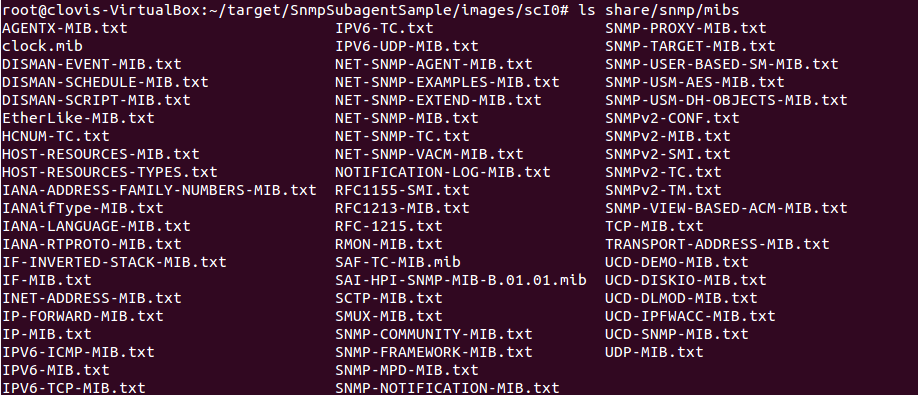 root@clovis-VirtualBox:~/target/SnmpSubagentSample/images/scI0# ls share/snmp/mibs
AGENTX-MIB.txt IPV6-TC.txt SNMP-PROXY-MIB.txt
clock.mib IPV6-UDP-MIB.txt SNMP-TARGET-MIB.txt
DISMAN-EVENT-MIB.txt NET-SNMP-AGENT-MIB.txt SNMP-USER-BASED-SM-MIB.txt
DISMAN-SCHEDULE-MIB.txt NET-SNMP-EXAMPLES-MIB.txt SNMP-USM-AES-MIB.txt
DISMAN-SCRIPT-MIB.txt NET-SNMP-EXTEND-MIB.txt SNMP-USM-DH-OBJECTS-MIB.txt
EtherLike-MIB.txt NET-SNMP-MIB.txt SNMPv2-CONF.txt
HCNUM-TC.txt NET-SNMP-TC.txt SNMPv2-MIB.txt
HOST-RESOURCES-MIB.txt NET-SNMP-VACM-MIB.txt SNMPv2-SMI.txt
HOST-RESOURCES-TYPES.txt NOTIFICATION-LOG-MIB.txt SNMPv2-TC.txt
IANA-ADDRESS-FAMILY-NUMBERS-MIB.txt RFC1155-SMI.txt SNMPv2-TM.txt
IANAifType-MIB.txt RFC1213-MIB.txt SNMP-VIEW-BASED-ACM-MIB.txt
IANA-LANGUAGE-MIB.txt RFC-1215.txt TCP-MIB.txt
IANA-RTPROTO-MIB.txt RMON-MIB.txt TRANSPORT-ADDRESS-MIB.txt
IF-INVERTED-STACK-MIB.txt SAF-TC-MIB.mib UCD-DEMO-MIB.txt
IF-MIB.txt SAI-HPI-SNMP-MIB-B.01.01.mib UCD-DISKIO-MIB.txt
INET-ADDRESS-MIB.txt SCTP-MIB.txt UCD-DLMOD-MIB.txt
IP-FORWARD-MIB.txt SMUX-MIB.txt UCD-IPFWACC-MIB.txt
IP-MIB.txt SNMP-COMMUNITY-MIB.txt UCD-SNMP-MIB.txt
IPV6-ICMP-MIB.txt SNMP-FRAMEWORK-MIB.txt UDP-MIB.txt
IPV6-MIB.txt SNMP-MPD-MIB.txt
IPV6-TCP-MIB.txt SNMP-NOTIFICATION-MIB.txt